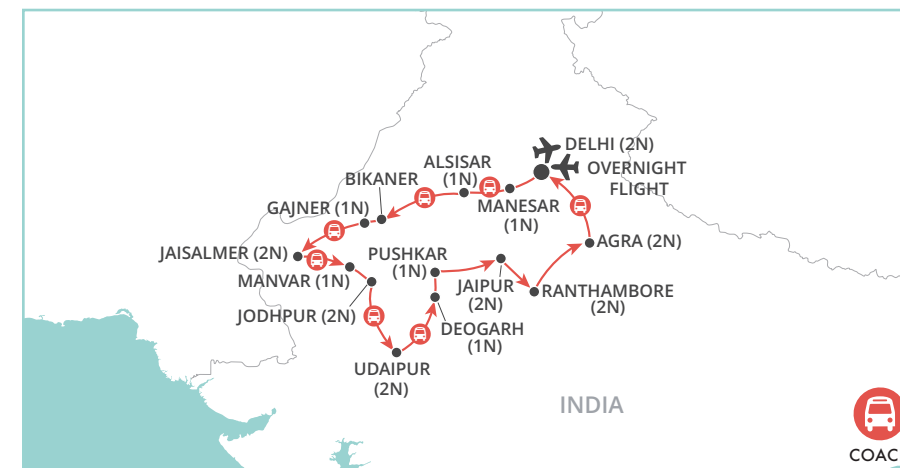 DELHI (2N)
OVERNIGHT
FLIGHT
ALSISAR
(1N)
BIKANER
MANESAR
(1N)
GAJNER (1N)
AGRA (2N)
JAISALMER (2N)
PUSHKAR
(1N)
MANVAR (1N)
JAIPUR
(2N)
RANTHAMBORE
(2N)
JODHPUR (2N)
DEOGARH
(1N)
UDAIPUR
(2N)
INDIA
COAC